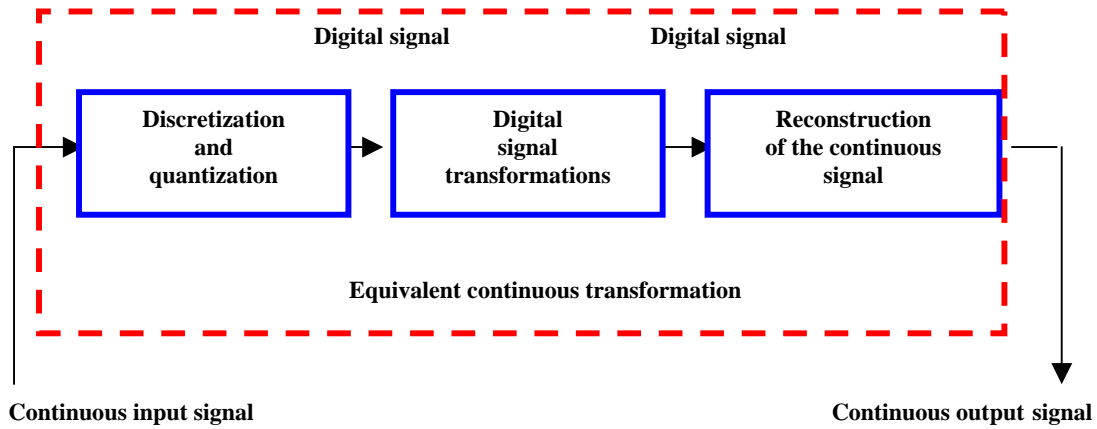 Digital signal
Digital signal
Discretization
and
quantization
Digital
signal
transformations
Reconstruction
of the continuous
signal
Equivalent continuous transformation
Continuous input signal
Continuous output signal